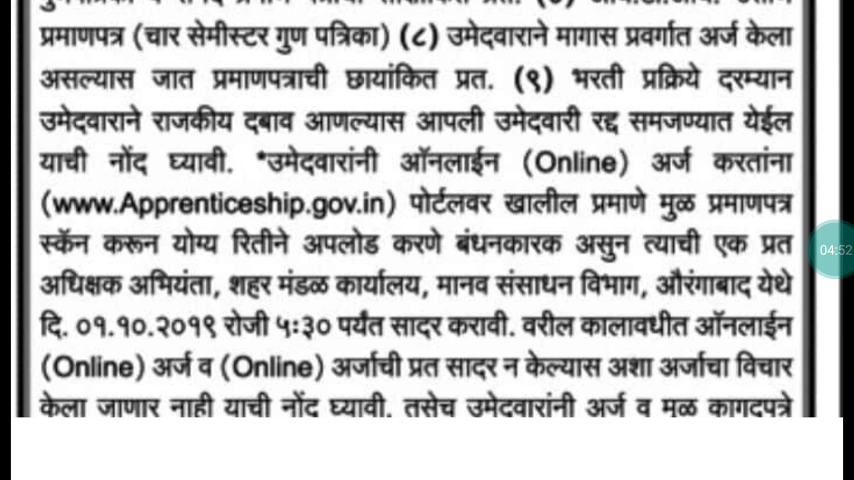 प्रमाणपत्र (चार सेमीस्टर गुण पत्रिका) (८) उमेदवाराने मागास प्रवर्गात अर्ज केला
असल्यास जात प्रमाणपत्राची छायांकित प्रत. (९) भरती प्रक्रिये दरम्यान
उमेदवाराने राजकीय दबाव आणल्यास आपली उमेदवारी रद्द समजण्यात येईल
याची नोंद घ्यावी. *उमेदवारांनी ऑनलाईन (Online) अर्ज करतांना
(www.Apprenticeship.gov.in) पोर्टलवर खालील प्रमाणे मुळ प्रमाणपत्र
स्कॅन करून योग्य रितीने अपलोड करणे बंधनकारक असुन त्याची एक प्रत
04:52
अधिक्षक अभियंता, शहर मंडळ कार्यालय, मानव संसाधन विभाग, औरंगाबाद येथे
दि. ०१.१०.२०१९ रोजी ५:३० पर्यंत सादर करावी. वरील कालावधीत ऑनलाईन
(Online) अर्ज व (Online) अर्जाची प्रत सादर न केल्यास अशा अर्जाचा विचार
केला जाणार नाही याची नोंद घ्यावी. तसेच उमेदवारांनी अर्ज व मुळ कागदपत्रे